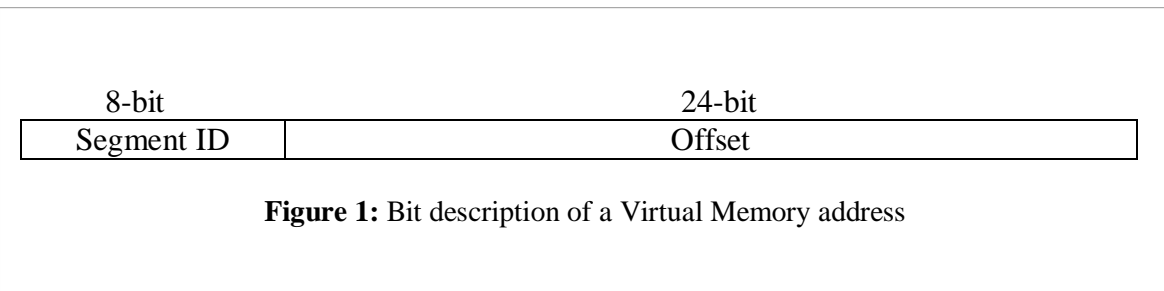 8-bit 24-bit
Segment ID Offset
Figure 1: Bit description of a Virtual Memory address